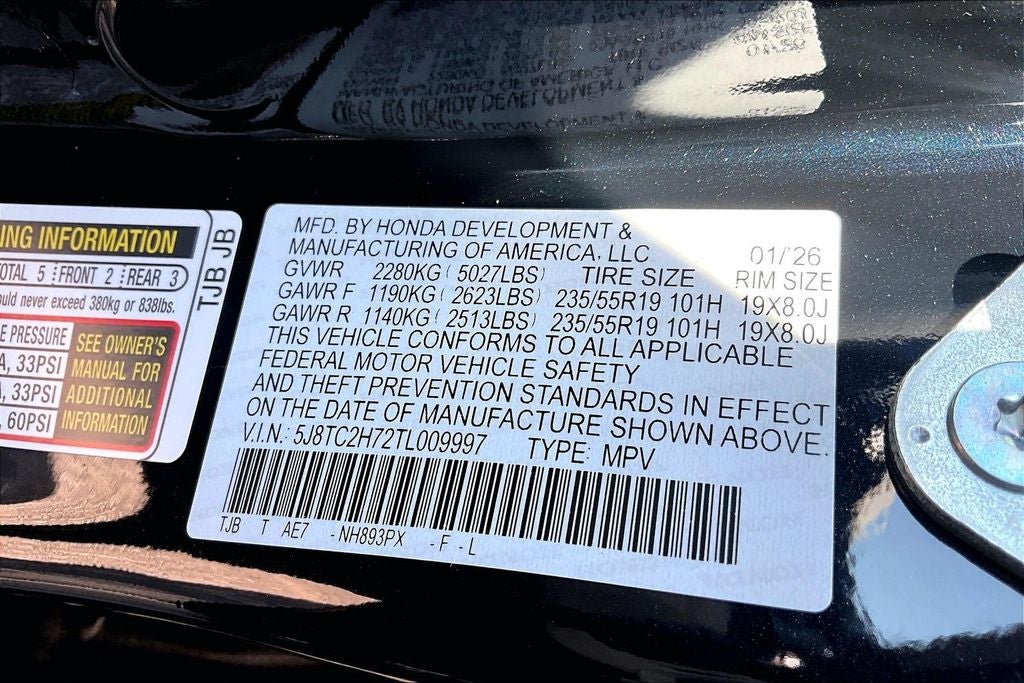 NG INFORMATION
OTAL 5 FRONT 2 REAR 3
ould never exceed 380kg or 838lbs.
E PRESSURE
A, 33PSI
A, 33PSI
, 60PSI
SEE OWNER'S
MANUAL FOR
ADDITIONAL
INFORMATION
TJB JB
MFD. BY HONDA DEVELOPMENT &
MANUFACTURING OF AMERICA, LLC 01/'26
GVWR 2280KG ( 5027LBS) TIRE SIZE RIM SIZE
GAWR F 1190KG ( 2623LBS) 235/55R19 101H 19X8.0J
GAWR R 1140KG ( 2513LBS) 235/55R19 101H 19X8.0J
THIS VEHICLE CONFORMS TO ALL APPLICABLE
FEDERAL MOTOR VEHICLE SAFETY
AND THEFT PREVENTION STANDARDS IN EFFECT
ON THE DATE OF MANUFACTURE SHOWN ABOVE.
V.I.N.: 5J8TC2H72TL009997 TYPE: MPV
TJB T AE7 -NH893PX -F-L